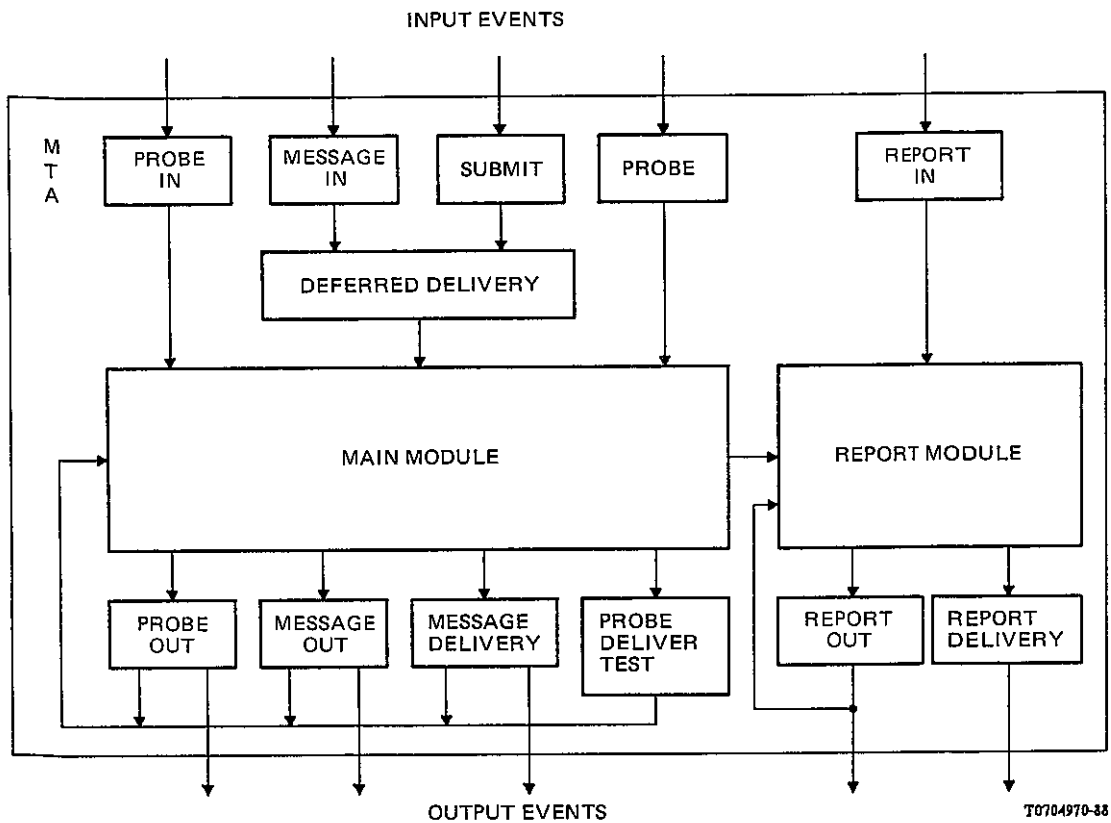 INPUT EVENTS
M
T
A
PROBE
IN
MESSAGE
IN
SUBMIT
PROBE
REPORT
IN
DEFERRED DELIVERY
MAIN MODULE
REPORT MODULE
PROBE
OUT
MESSAGE
OUT
MESSAGE
DELIVERY
PROBE
DELIVER
TEST
REPORT
OUT
REPORT
DELIVERY
OUTPUT EVENTS
T0704970-88